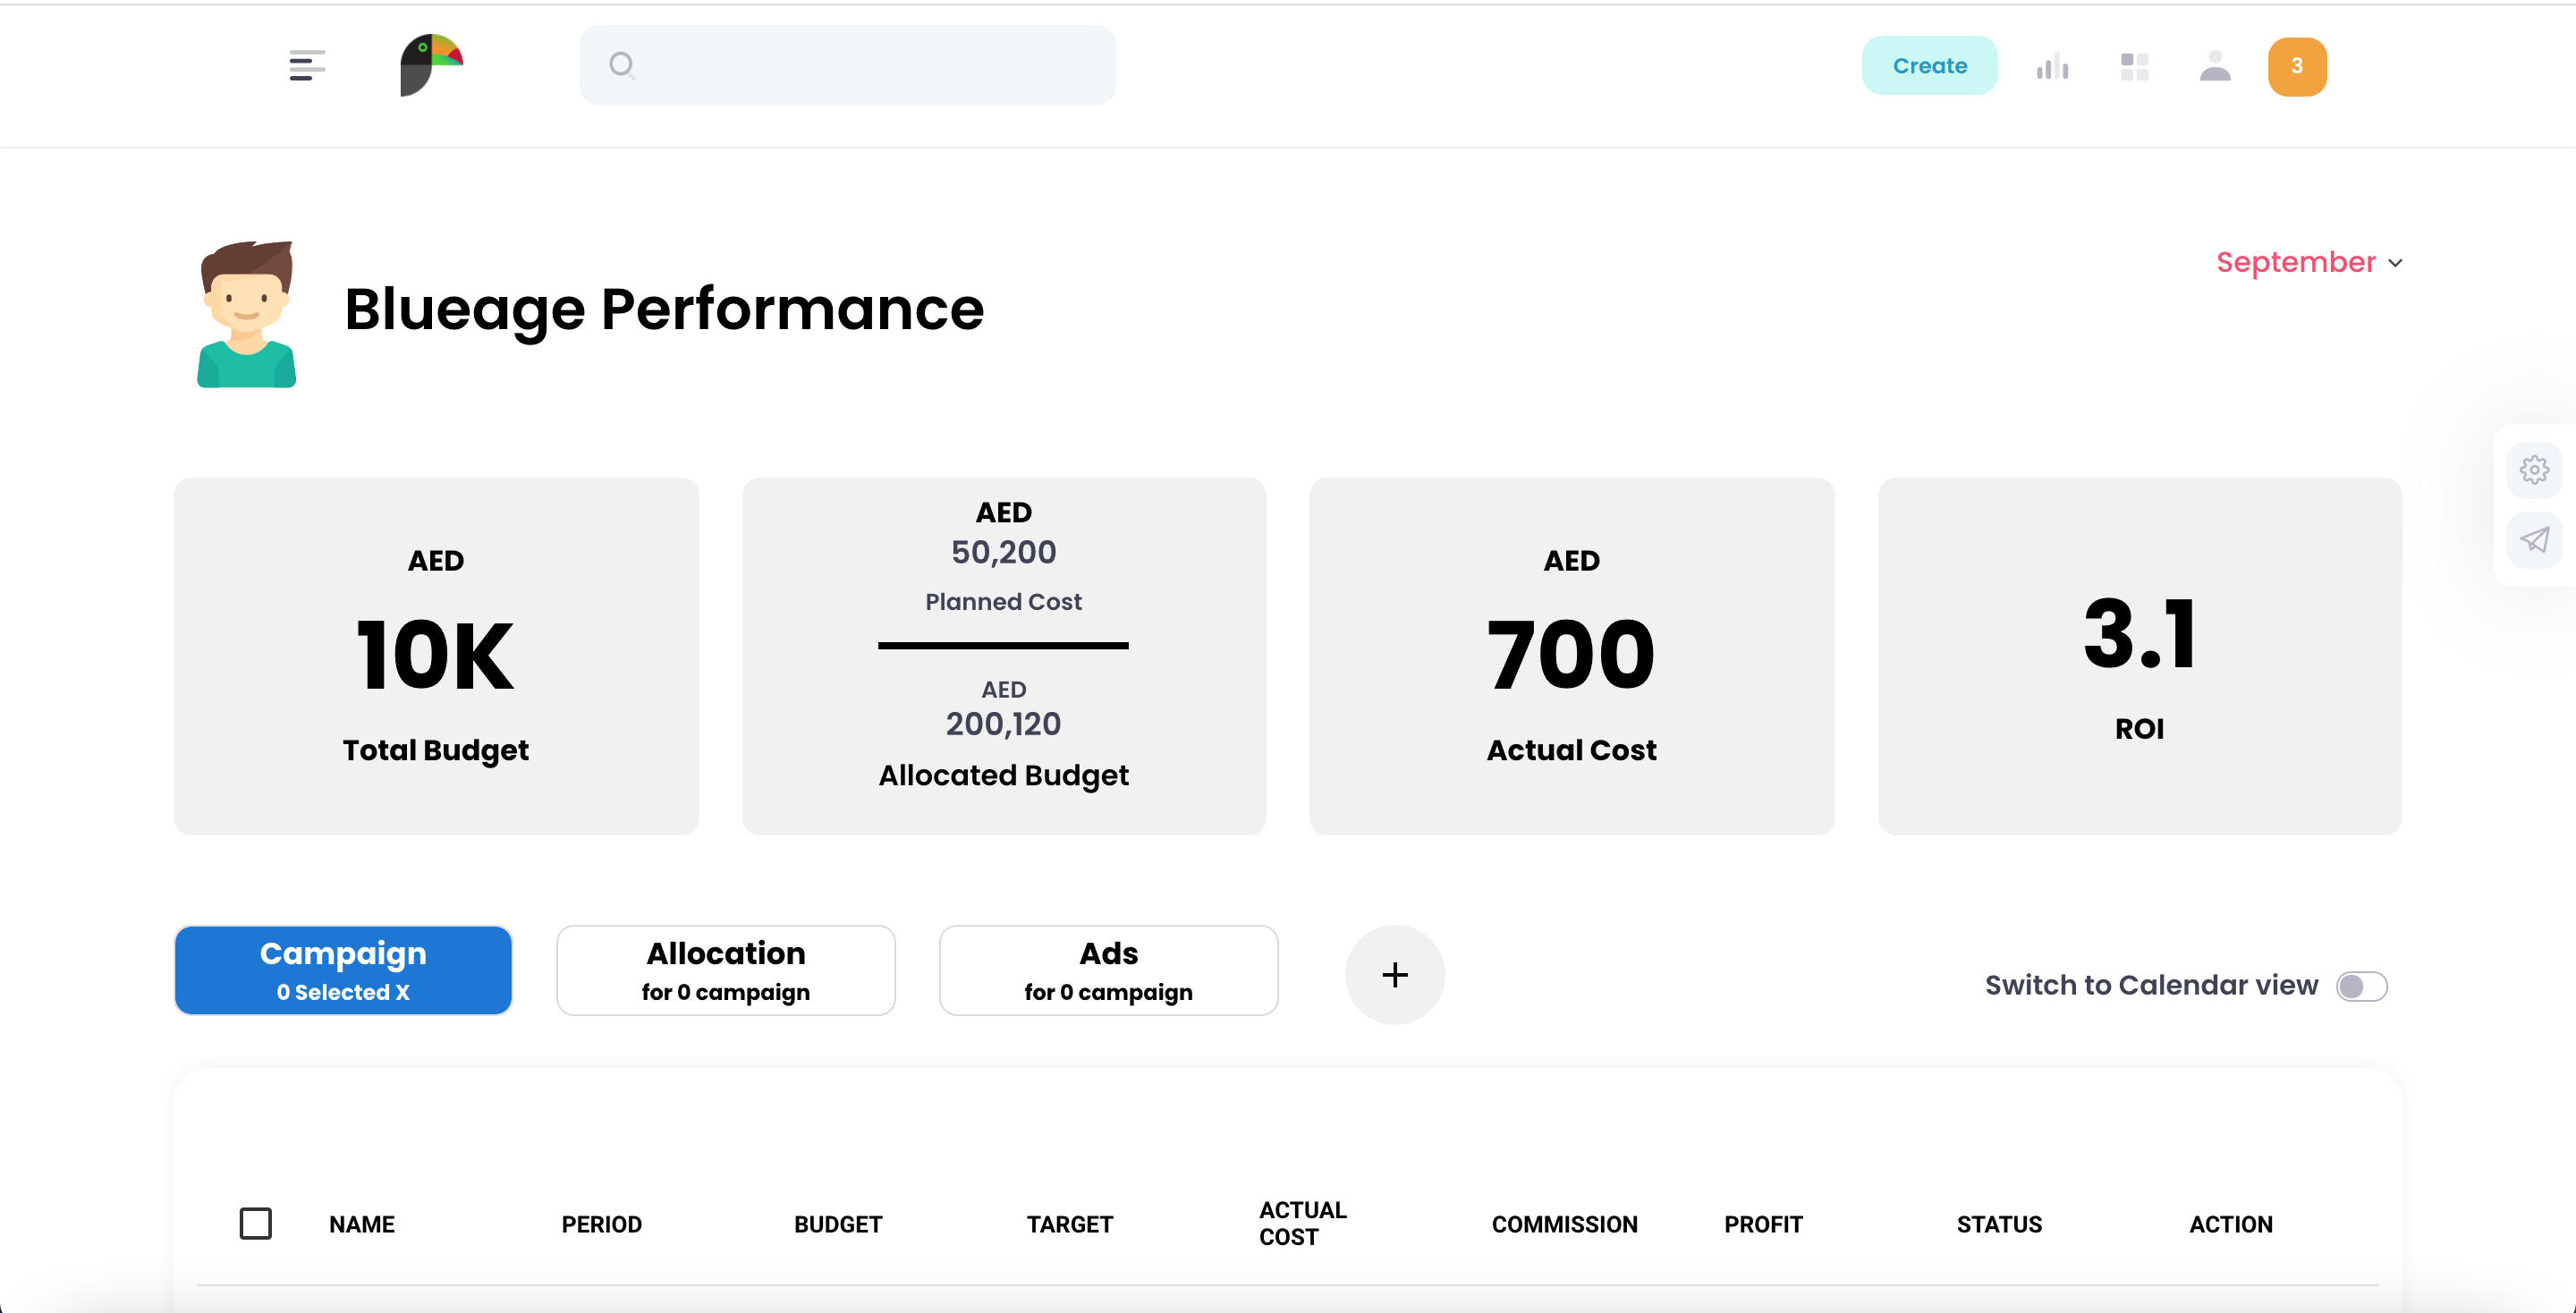 Create
3
Blueage Performance
September
AED
10K
Total Budget
AED
50,200
Planned Cost
AED
200,120
Allocated Budget
AED
700
Actual Cost
3.1
ROI
Campaign
0 Selected X
Allocation
for 0 campaign
Ads
for 0 campaign
+
Switch to Calendar view
NAME PERIOD BUDGET TARGET ACTUAL COST COMMISSION PROFIT STATUS ACTION